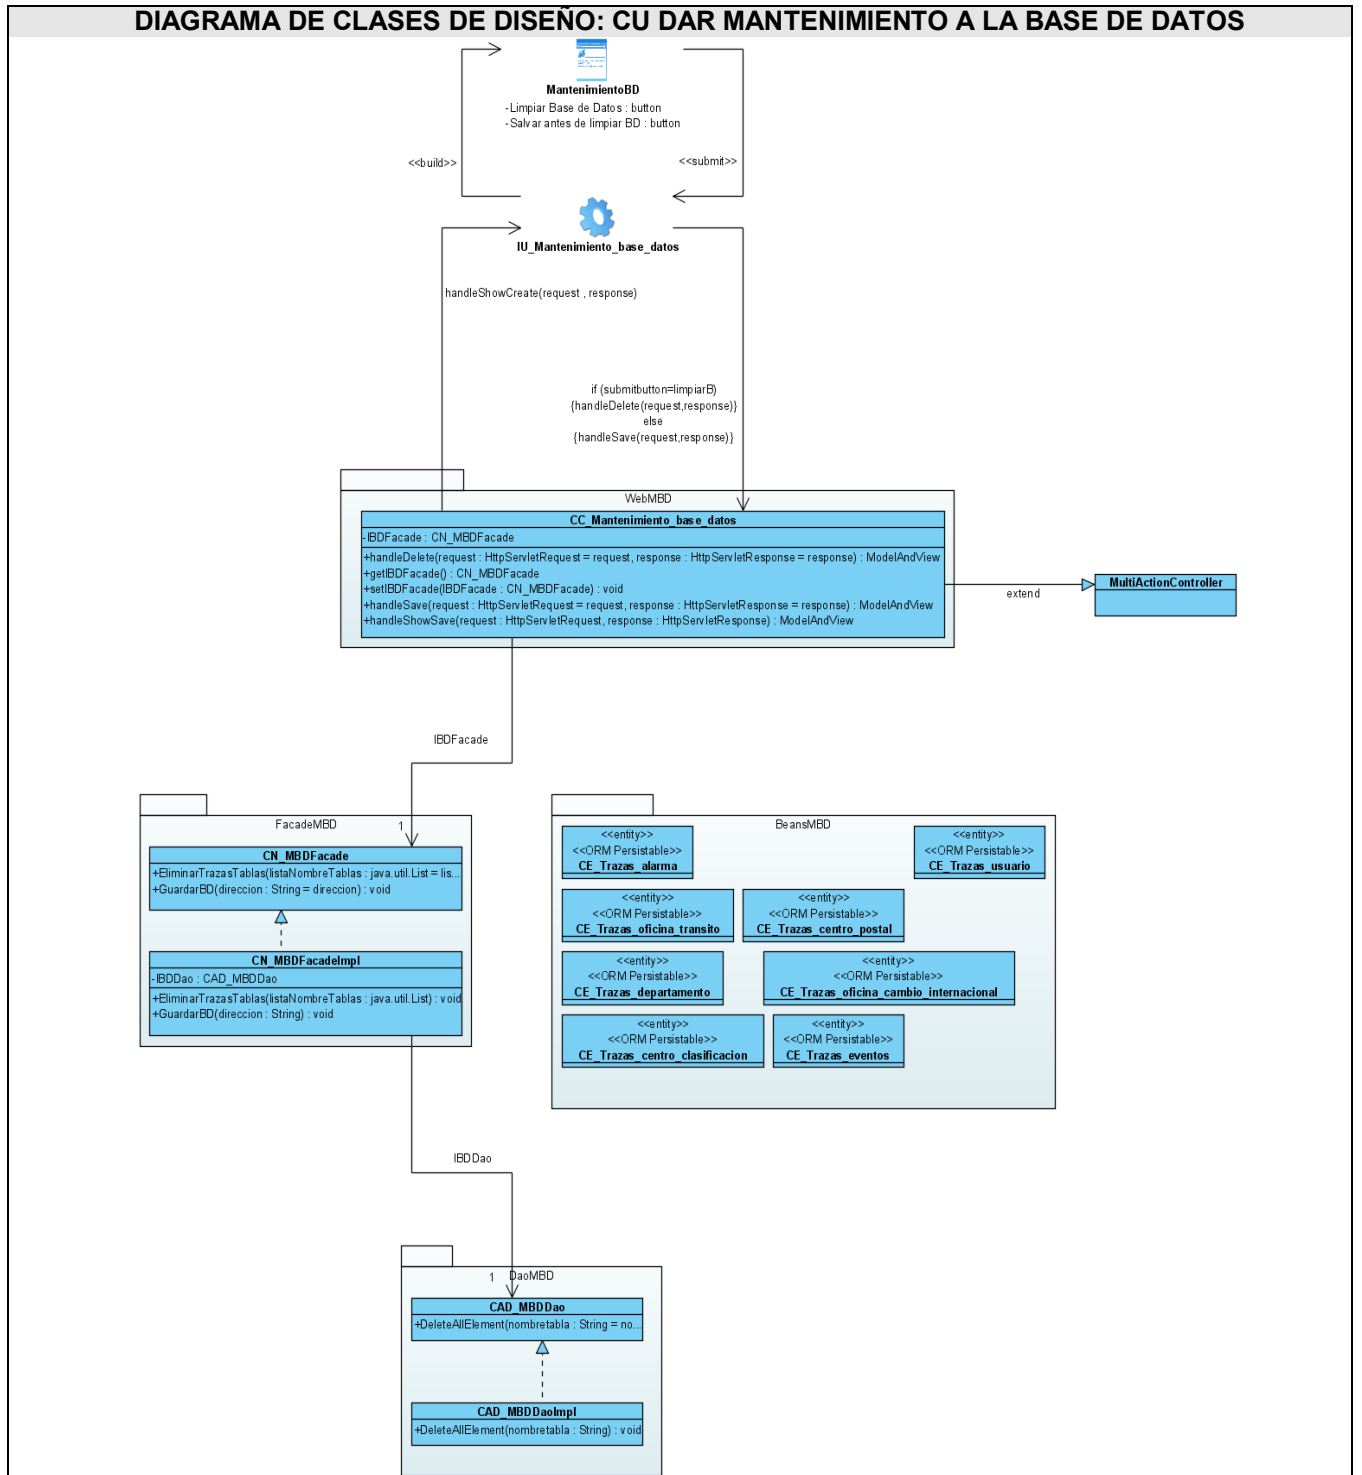 DIAGRAMA DE CLASES DE DISEÑO: CU DAR MANTENIMIENTO A LA BASE DE DATOS
MantenimientoBD
-Limpiar Base de Datos : button
-Salvar antes de limpiar BD : button
<<build>>
<<submit>>
IU_Mantenimiento_base_datos
handleShowCreate(request , response)
if (submitbutton=limpiarB)
{handleDelete(request,response)}
else
{handleSave(request,response)}
WebMBD
CC_Mantenimiento_base_datos
-IBDFacade : CN_MBDFacade
+handleDelete(request : HttpServletRequest = request, response : HttpServletResponse = response) : ModelAndView
+getIBDFacade() : CN_MBDFacade
+setIBDFacade(IBDFacade : CN_MBDFacade) : void
+handleSave(request : HttpServletRequest = request, response : HttpServletResponse = response) : ModelAndView
+handleShowSave(request : HttpServletRequest, response : HttpServletResponse) : ModelAndView
extend
MultiActionController
IBDFacade
FacadeMBD
1
CN_MBDFacade
+EliminarTrazasTablas(listaNombreTablas : java.util.List = lis...
+GuardarBD(direccion : String = direccion) : void
CN_MBDFacadeImpl
-IBDDao : CAD_MBDDao
+EliminarTrazasTablas(listaNombreTablas : java.util.List) : void
+GuardarBD(direccion : String) : void
BeansMBD
<<entity>>
<<ORM Persistable>>
CE_Trazas_alarma
<<entity>>
<<ORM Persistable>>
CE_Trazas_usuario
<<entity>>
<<ORM Persistable>>
CE_Trazas_oficina_transito
<<entity>>
<<ORM Persistable>>
CE_Trazas_centro_postal
<<entity>>
<<ORM Persistable>>
CE_Trazas_departamento
<<entity>>
<<ORM Persistable>>
CE_Trazas_oficina_cambio_internacional
<<entity>>
<<ORM Persistable>>
CE_Trazas_centro_clasificacion
<<entity>>
<<ORM Persistable>>
CE_Trazas_eventos
IBDDao
1
DaoMBD
CAD_MBDDao
+DeleteAllElement(nombretabla : String = no...
CAD_MBDDaoImpl
+DeleteAllElement(nombretabla : String) : void